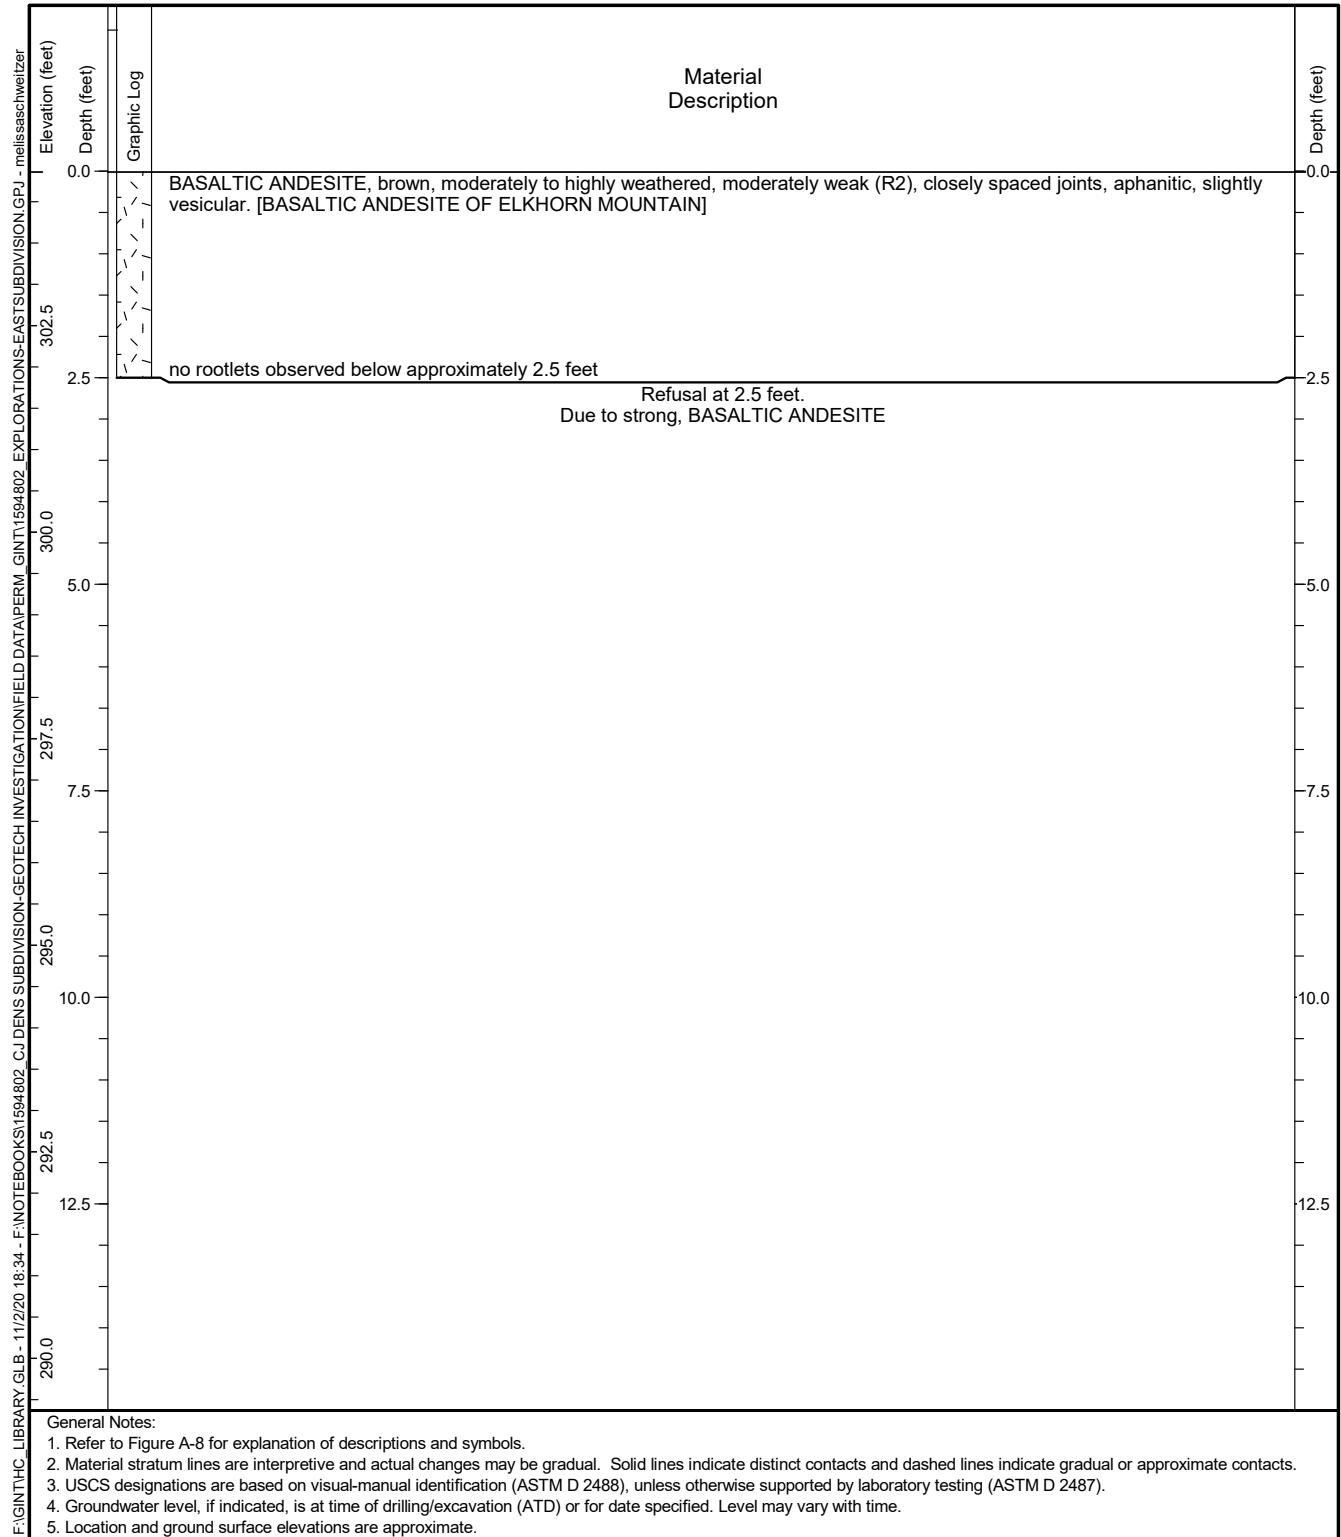 F:\GINT\HC_LIBRARY.GLB - 11/2/20 18:34 - F:\NOTEBOOKS\1594802_CJ DENS SUBDIVISION-GEOTECH INVESTIGATION\FIELD DATA\PERM_GINT\1594802_EXPLORATIONS-EASTSUBDIVISION.GPJ - melissaschweitzer
Elevation (feet)
Depth (feet)
Graphic Log
Material
Description
Depth (feet)
0.0
0.0
BASALTIC ANDESITE, brown, moderately to highly weathered, moderately weak (R2), closely spaced joints, aphanitic, slightly
vesicular. [BASALTIC ANDESITE OF ELKHORN MOUNTAIN]
302.5
no rootlets observed below approximately 2.5 feet
2.5
2.5
Refusal at 2.5 feet.
Due to strong, BASALTIC ANDESITE
300.0
5.0
5.0
297.5
7.5
7.5
295.0
10.0
10.0
292.5
12.5
12.5
290.0
General Notes:
1. Refer to Figure A-8 for explanation of descriptions and symbols.
2. Material stratum lines are interpretive and actual changes may be gradual. Solid lines indicate distinct contacts and dashed lines indicate gradual or approximate contacts.
3. USCS designations are based on visual-manual identification (ASTM D 2488), unless otherwise supported by laboratory testing (ASTM D 2487).
4. Groundwater level, if indicated, is at time of drilling/excavation (ATD) or for date specified. Level may vary with time.
5. Location and ground surface elevations are approximate.